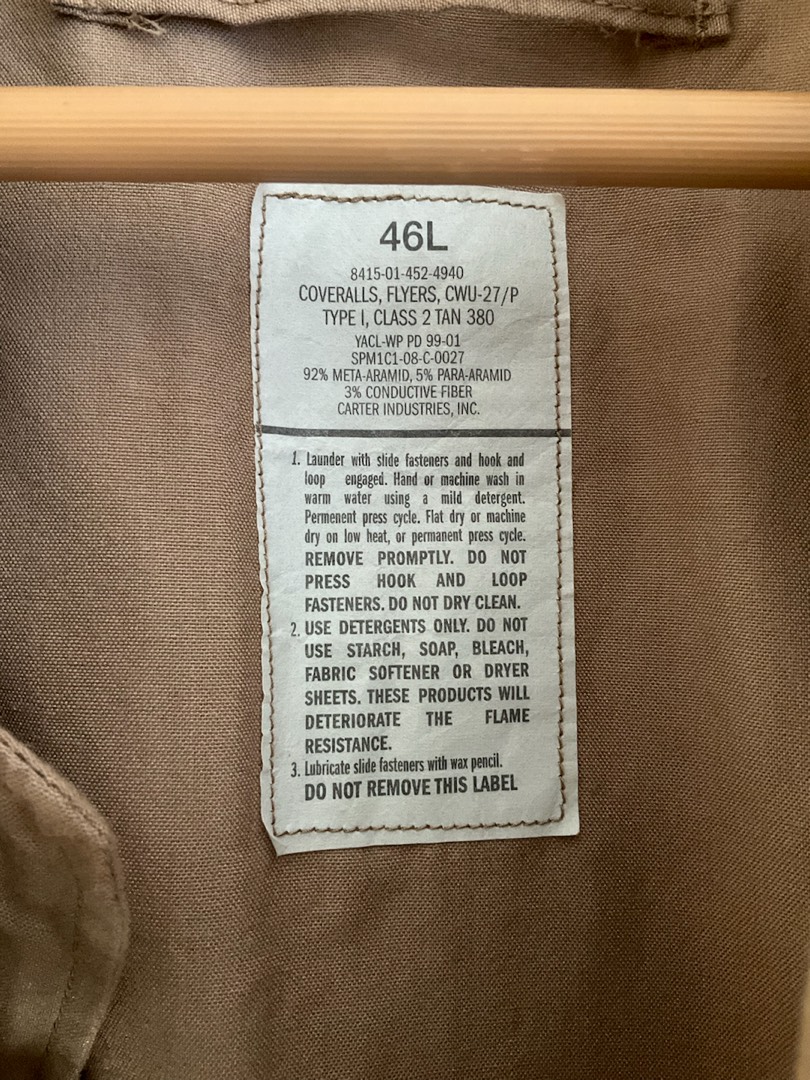 46L
8415-01-452-4940
COVERALLS, FLYERS, CWU-27/P
TYPE I, CLASS 2 TAN 380
YACL-WP PD 99-01
SPM1C1-08-C-0027
92% META-ARAMID, 5% PARA-ARAMID
3% CONDUCTIVE FIBER
CARTER INDUSTRIES, INC.
1. Launder with slide fasteners and hook and
loop engaged. Hand or machine wash in
warm water using a mild detergent.
Permenent press cycle. Flat dry or machine
dry on low heat, or permanent press cycle.
REMOVE PROMPTLY. DO NOT
PRESS HOOK AND LOOP
FASTENERS. DO NOT DRY CLEAN.
2. USE DETERGENTS ONLY. DO NOT
USE STARCH, SOAP, BLEACH,
FABRIC SOFTENER OR DRYER
SHEETS. THESE PRODUCTS WILL
DETERIORATE THE FLAME
RESISTANCE.
3. Lubricate slide fasteners with wax pencil.
DO NOT REMOVE THIS LABEL